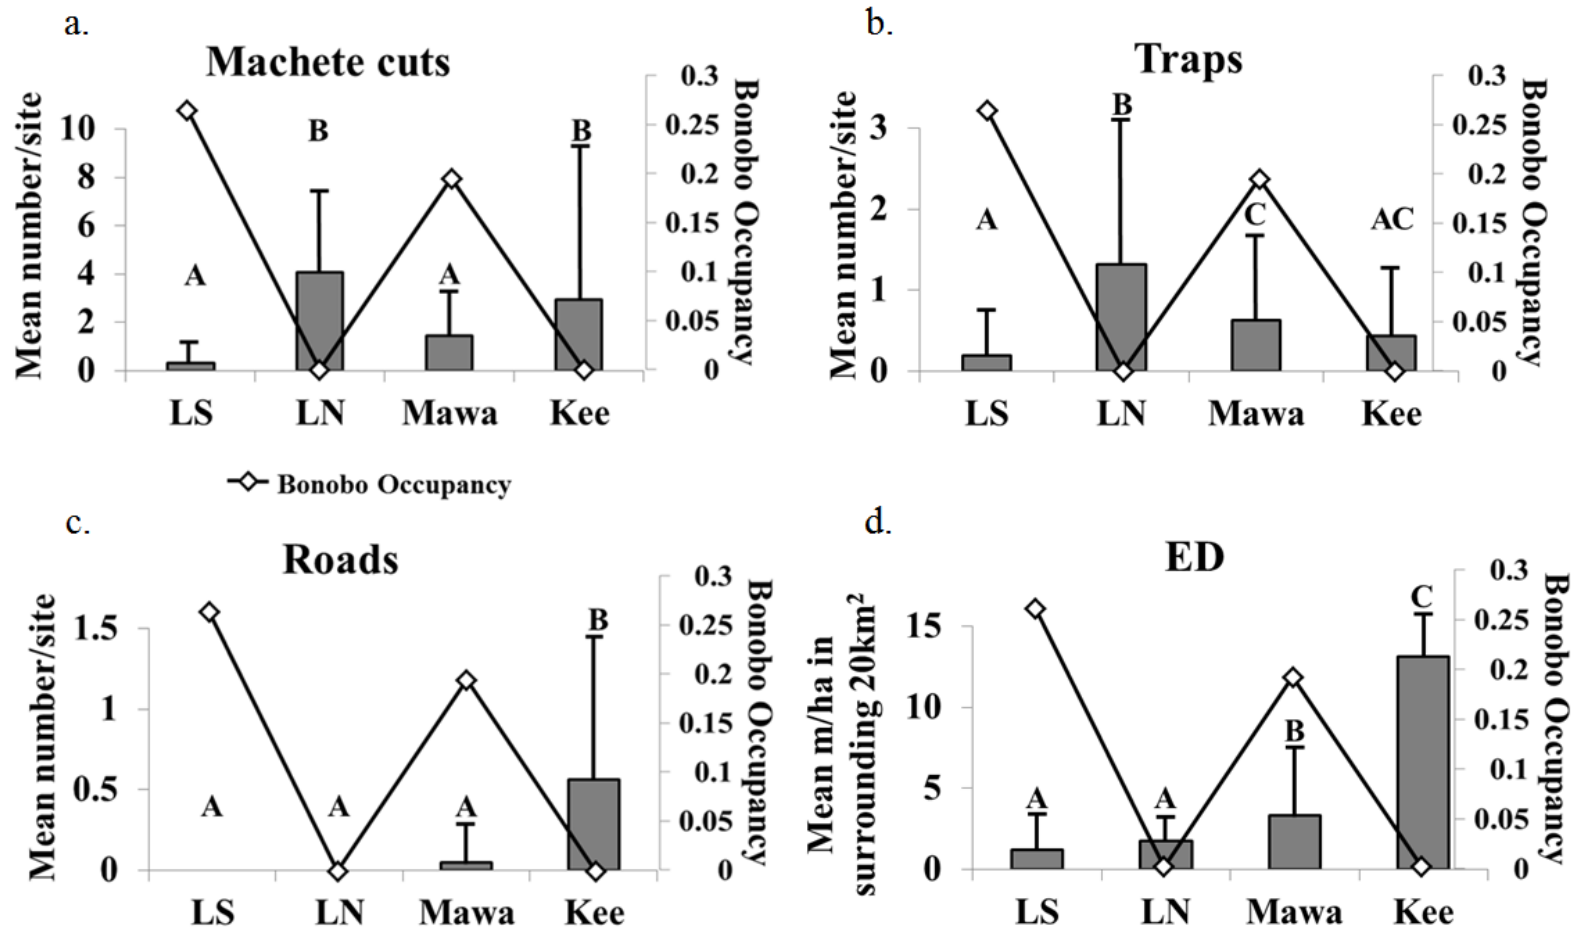 a.
Machete cuts
Mean number/site
10
8
6
4
2
0
A
B
A
B
0.3
0.25
0.2
0.15
0.1
0.05
0
Bonobo Occupancy
LS LN Mawa Kee
b.
Traps
Mean number/site
3
2
1
0
A
B
C
AC
0.3
0.25
0.2
0.15
0.1
0.05
0
Bonobo Occupancy
LS LN Mawa Kee
Bonobo Occupancy
c.
Roads
Mean number/site
1.5
1
0.5
0
A
A
A
B
0.3
0.25
0.2
0.15
0.1
0.05
0
Bonobo Occupancy
LS LN Mawa Kee
d.
ED
Mean m/ha in
surrounding 20km²
15
10
5
0
A
A
B
C
0.3
0.25
0.2
0.15
0.1
0.05
0
Bonobo Occupancy
LS LN Mawa Kee